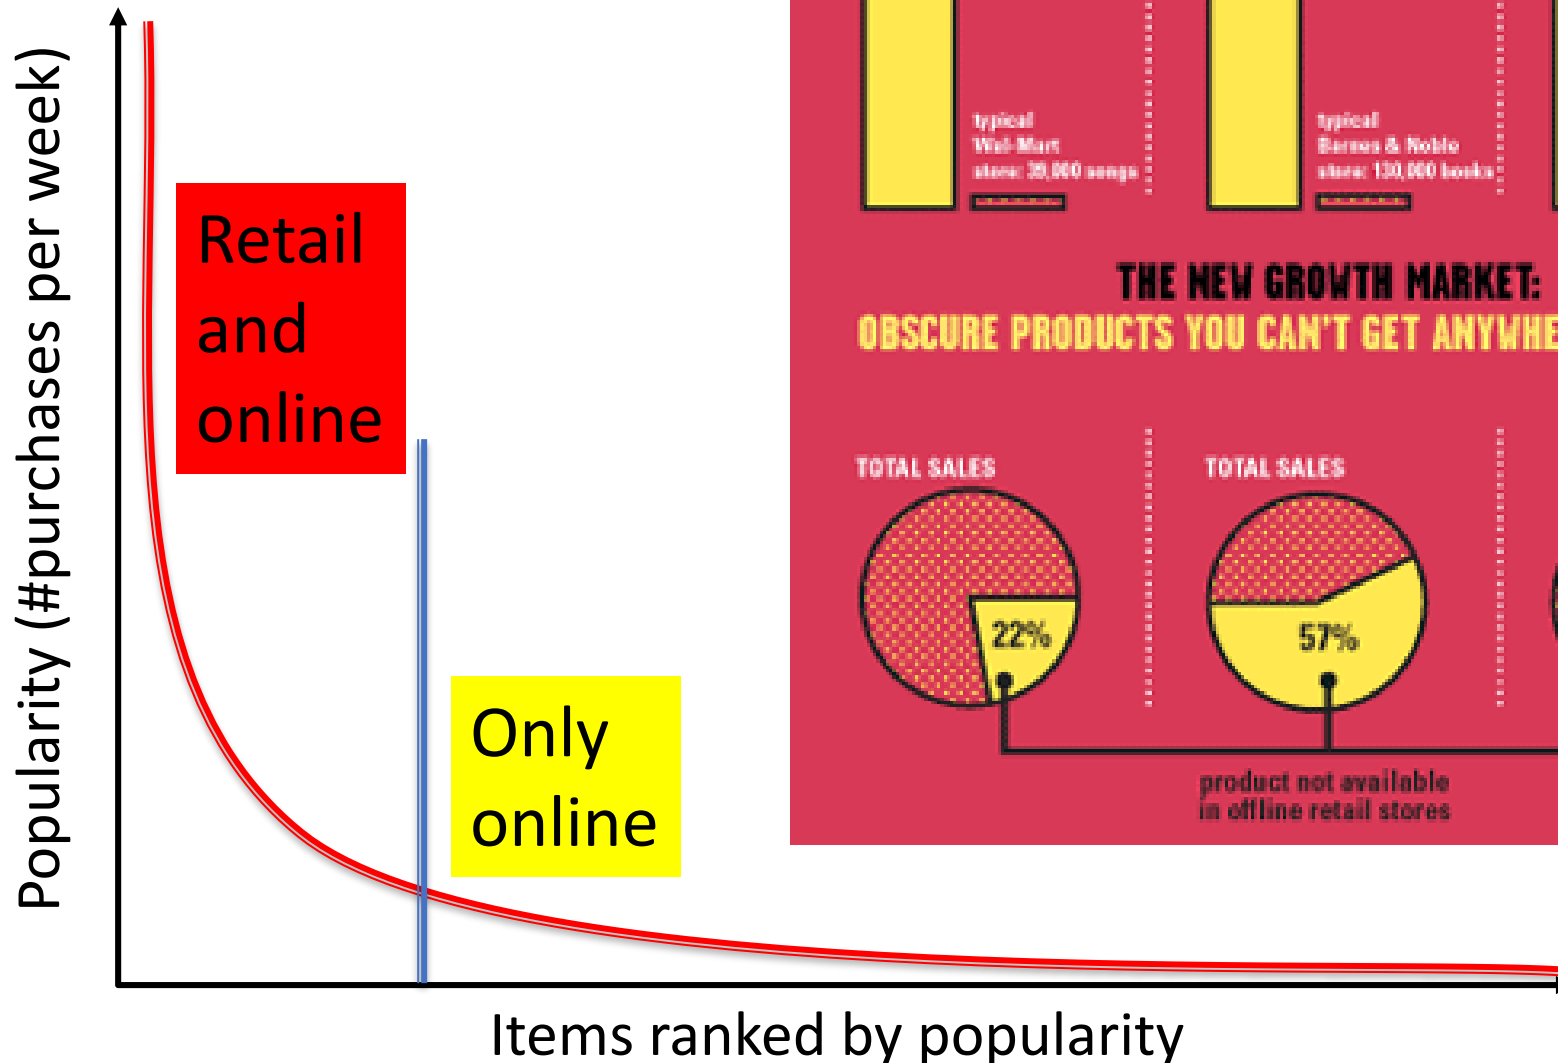 Popularity (#purchases per week)
Retail
and
online
Only
online
Items ranked by popularity
typical
Wal-Mart
store: 39,000 songs
typical
Barnes & Noble
store: 130,000 books
THE NEW GROWTH MARKET:
OBSCURE PRODUCTS YOU CAN'T GET ANYWHE
TOTAL SALES
TOTAL SALES
22%
57%
product not available
in offline retail stores